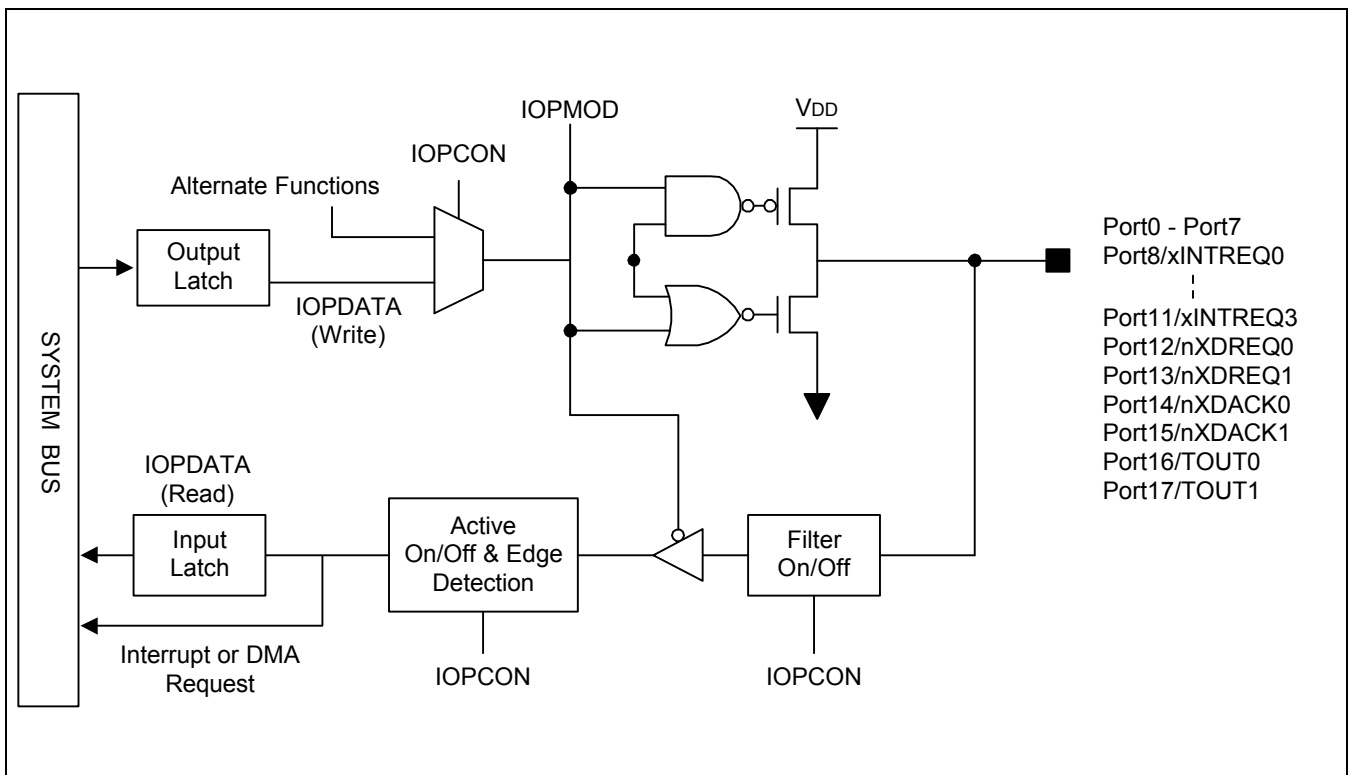 IOPMOD
VDD
IOPCON
Alternate Functions
Output
Latch
IOPDATA
(Write)
SYSTEM BUS
Port0 - Port7
Port8/xINTREQ0
Port11/xINTREQ3
Port12/nXDREQ0
Port13/nXDREQ1
Port14/nXDACK0
Port15/nXDACK1
Port16/TOUT0
Port17/TOUT1
IOPDATA
(Read)
Input
Latch
Active
On/Off & Edge
Detection
Filter
On/Off
Interrupt or DMA
Request
IOPCON
IOPCON